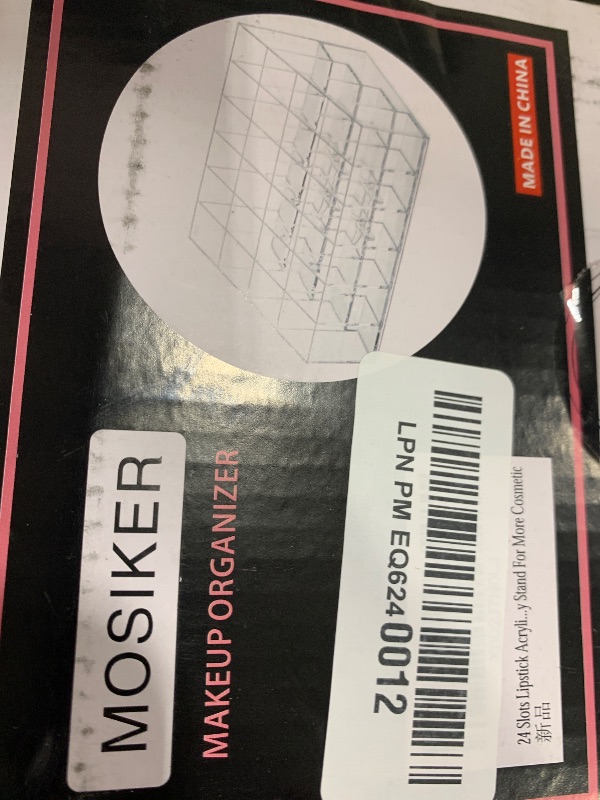 MADE IN CHINA
MOSIKER
MAKEUP ORGANIZER
LPN PM EQ6240012
24 Slots Lipstick Acryli...y Stand For More Cosmetic
新品